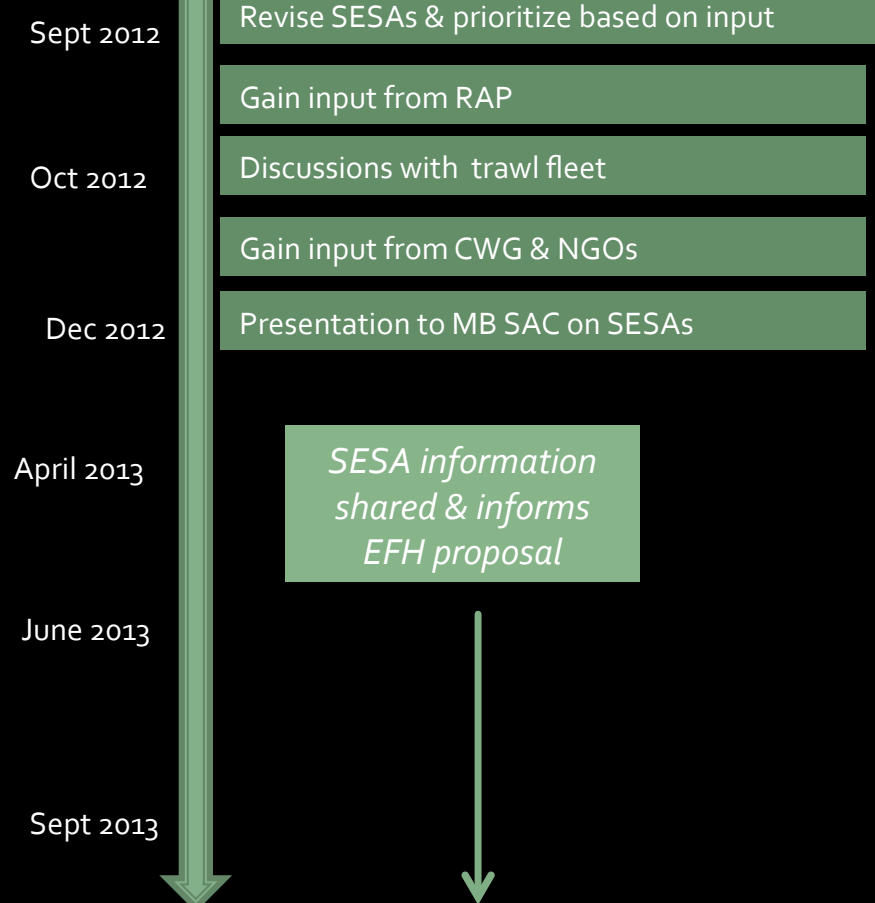 Sept 2012
Revise SESAs & prioritize based on input
Gain input from RAP
Oct 2012
Discussions with trawl fleet
Gain input from CWG & NGOs
Dec 2012
Presentation to MB SAC on SESAs
April 2013
SESA information
shared & informs
EFH proposal
June 2013
Sept 2013